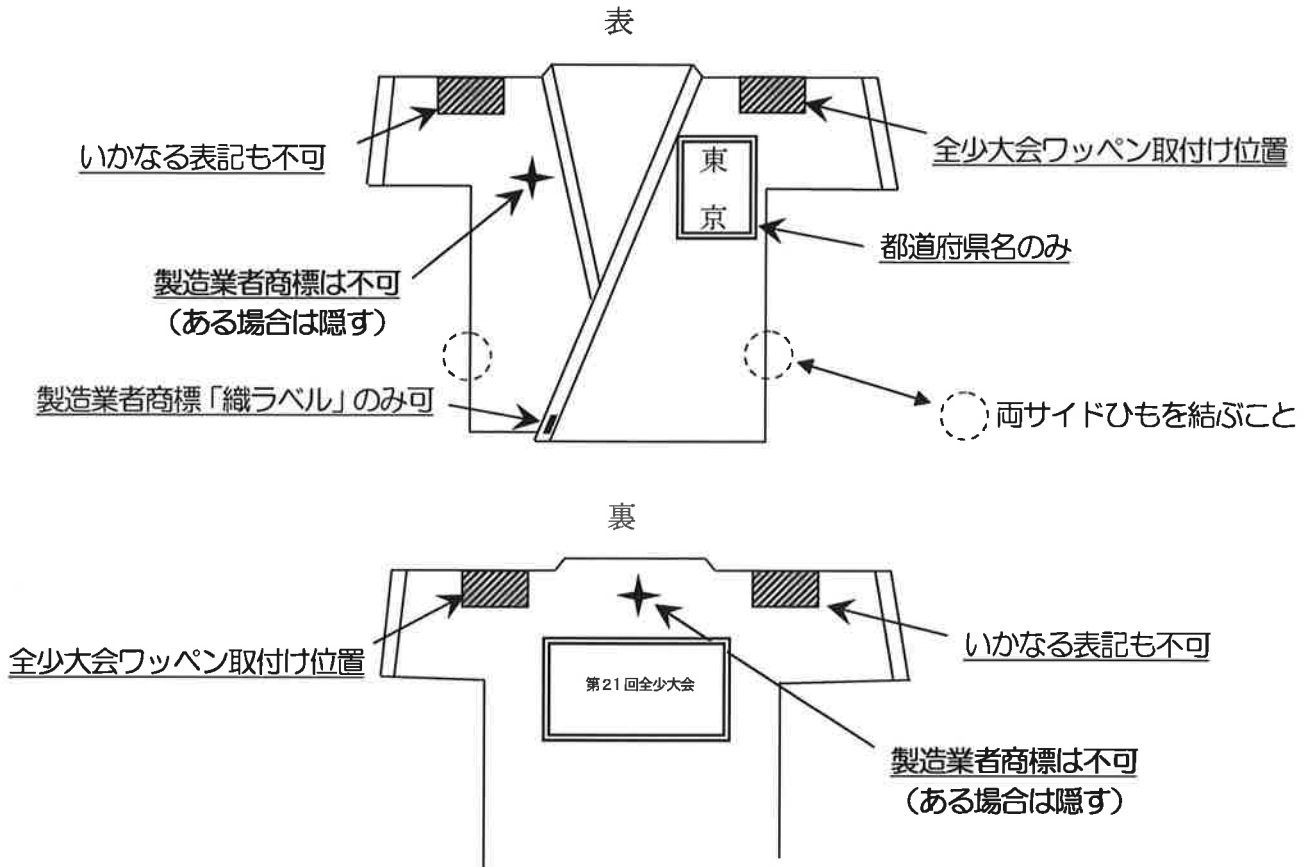 表
いかなる表記も不可
全少大会ワッペン取付け位置
東
京
都道府県名のみ
製造業者商標は不可
（ある場合は隠す）
製造業者商標「織ラベル」のみ可
両サイドひもを結ぶこと
裏
全少大会ワッペン取付け位置
いかなる表記も不可
第21回全少大会
製造業者商標は不可
（ある場合は隠す）